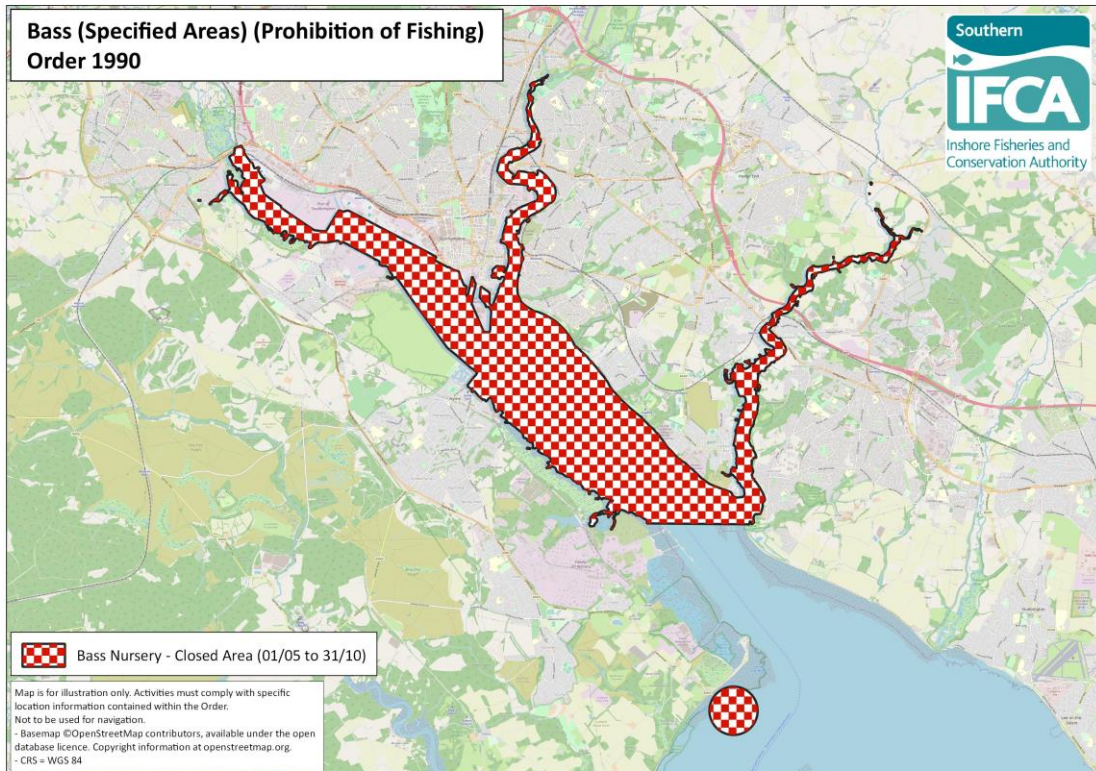 Bass (Specified Areas) (Prohibition of Fishing)
Order 1990
Southern
IFCA
Inshore Fisheries and
Conservation Authority
Bass Nursery - Closed Area (01/05 to 31/10)
Map is for illustration only. Activities must comply with specific
location information contained within the Order.
Not to be used for navigation.
- Basemap ©OpenStreetMap contributors, available under the open
database licence. Copyright information at openstreetmap.org.
- CRS = WGS 84